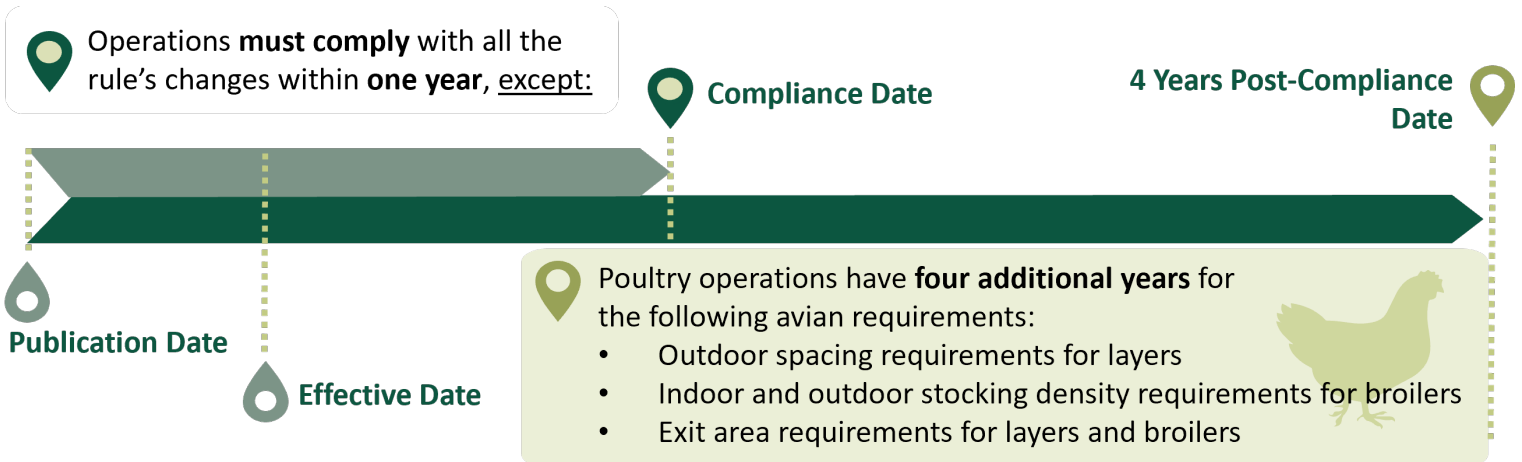 Operations must comply with all the
rule's changes within one year, except:
Compliance Date
4 Years Post-Compliance
Date
Publication Date
Effective Date
Poultry operations have four additional years for
the following avian requirements:
• Outdoor spacing requirements for layers
• Indoor and outdoor stocking density requirements for broilers
• Exit area requirements for layers and broilers